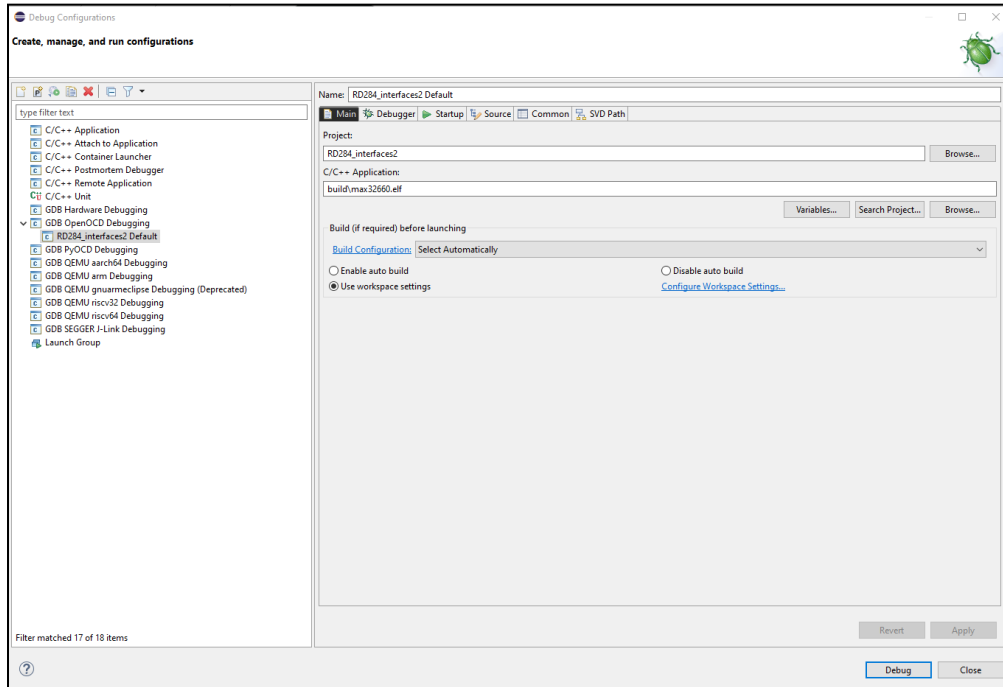 Debug Configurations
Create, manage, and run configurations
type filter text
C/C++ Application
C/C++ Attach to Application
C/C++ Container Launcher
C/C++ Postmortem Debugger
C/C++ Remote Application
C/C++ Unit
GDB Hardware Debugging
GDB OpenOCD Debugging
RD284_interfaces2 Default
GDB PyOCD Debugging
GDB QEMU aarch64 Debugging
GDB QEMU arm Debugging
GDB QEMU gnuarmeclipse Debugging (Deprecated)
GDB QEMU riscv32 Debugging
GDB QEMU riscv64 Debugging
GDB SEGGER J-Link Debugging
Launch Group
Filter matched 17 of 18 items
Name: RD284_interfaces2 Default
Main Debugger Startup Source Common SVD Path
Project:
RD284_interfaces2 Browse...
C/C++ Application:
build\max32660.elf
Variables... Search Project... Browse...
Build (if required) before launching
Build Configuration: Select Automatically
Enable auto build Disable auto build
Use workspace settings Configure Workspace Settings...
Revert Apply
Debug Close